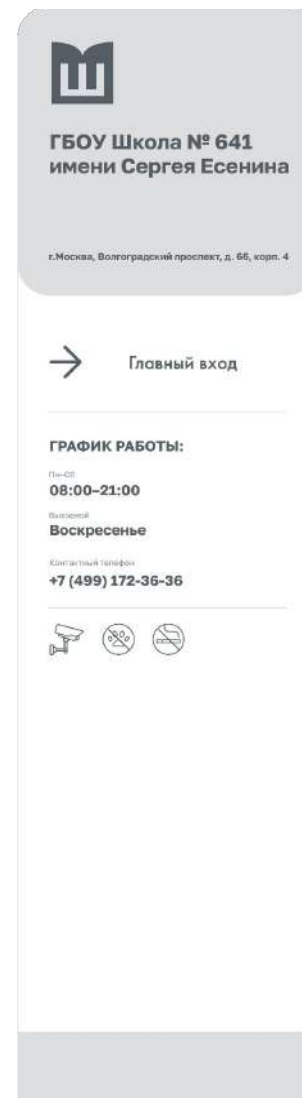 ГБОУ Школа № 641
имени Сергея Есенина
г.Москва, Волгоградский проспект, д. 66, корп. 4
Главный вход
ГРАФИК РАБОТЫ:
Пн-Сб
08:00–21:00
Выходной
Воскресенье
Контактный телефон
+7 (499) 172-36-36